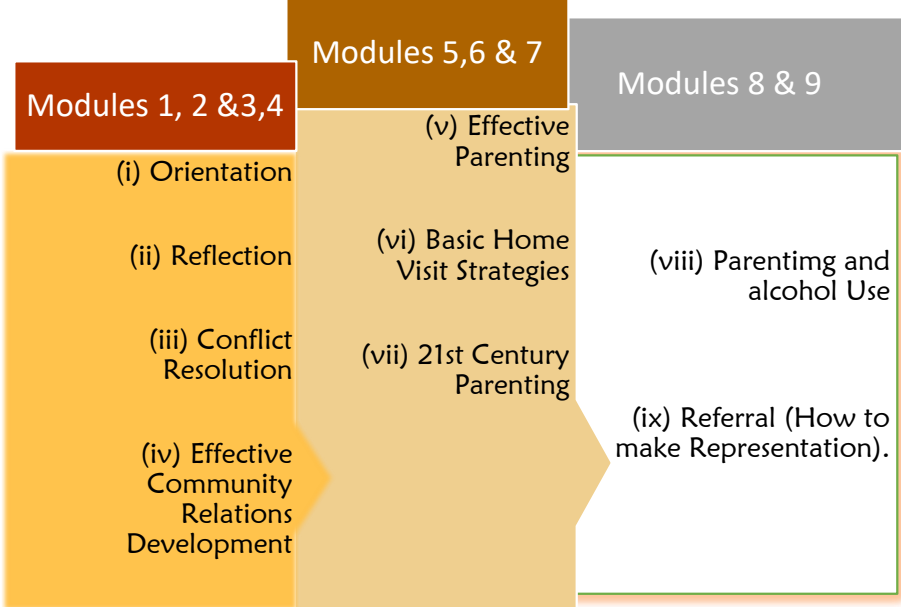 Modules 1, 2 &3,4
(i) Orientation
(ii) Reflection
(iii) Conflict
Resolution
(iv) Effective
Community
Relations
Development
Modules 5,6 & 7
(v) Effective
Parenting
(vi) Basic Home
Visit Strategies
(vii) 21st Century
Parenting
Modules 8 & 9
(viii) Parentimg and
alcohol Use
(ix) Referral (How to
make Representation).